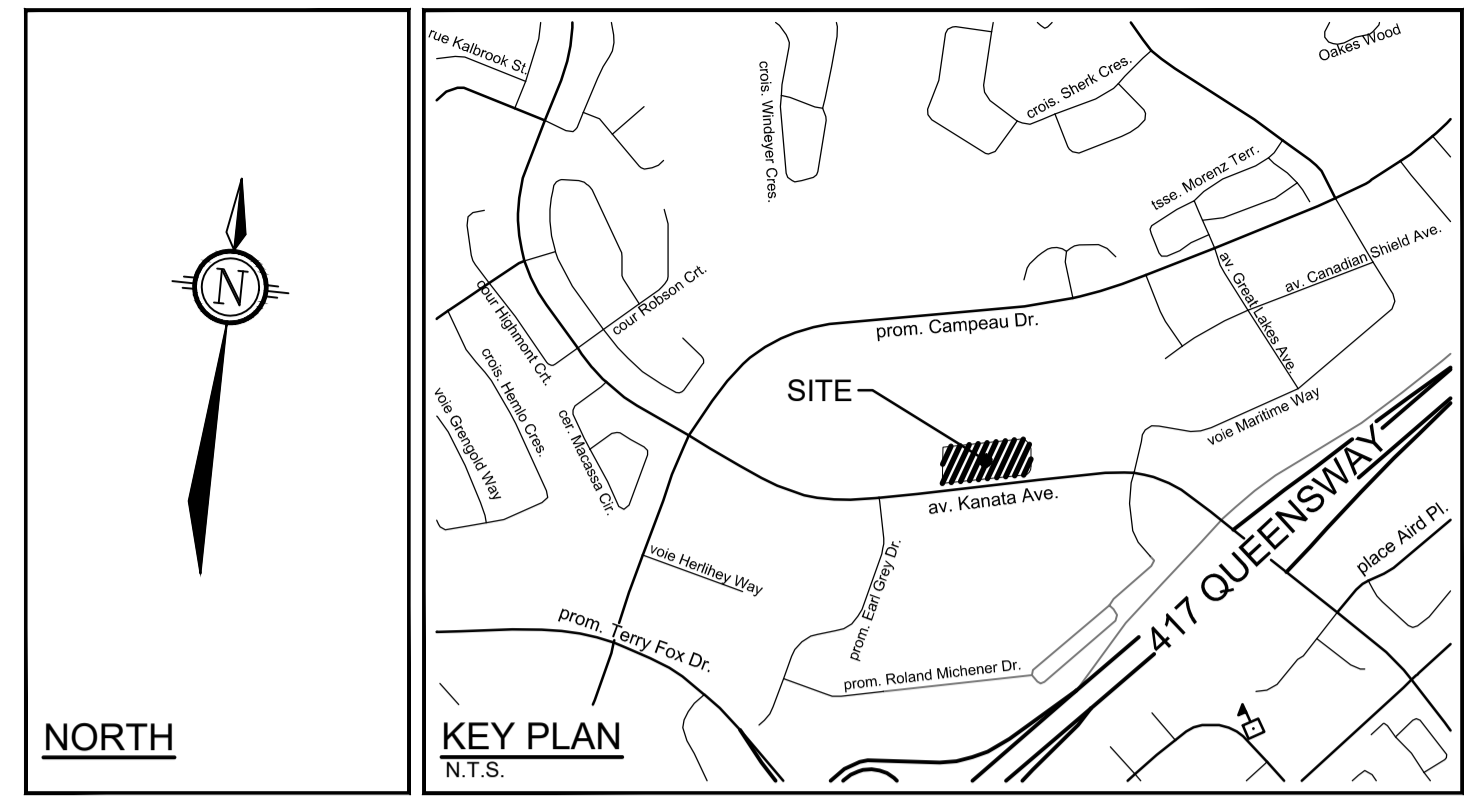 N
NORTH
rue Kalbrook St.
crois. Windeyer Cres.
crois. Sherk Cres.
Oakes Wood
tsse. Morenz Terr.
av. Canadian Shield Ave.
av. Great Lakes Ave.
cour Robson Crt.
cour Highmont Crt.
crois. Hemlo Cres.
voie Grengold Way
cer. Macassa Cir.
prom. Campeau Dr.
SITE
voie Maritime Way
av. Kanata Ave.
417 QUEENSWAY
place Aird Pl.
voie Herlihey Way
prom. Earl Grey Dr.
prom. Terry Fox Dr.
prom. Roland Michener Dr.
KEY PLAN
N.T.S.